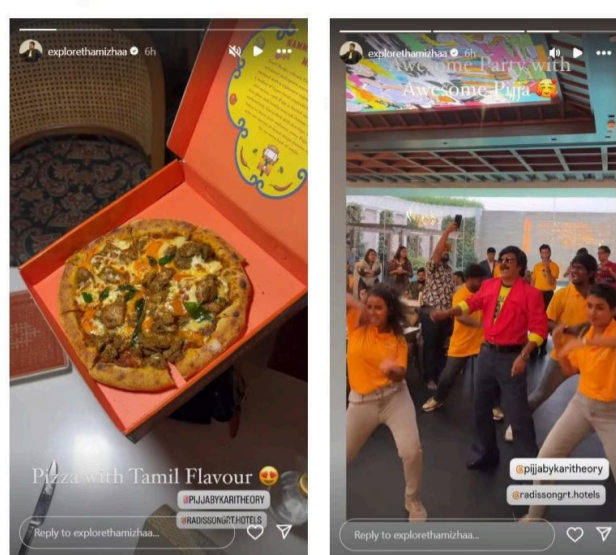 explorethamizhaa 6h
Pizza with Tamil Flavour 😍
@PIJJABYKARITHEORY
@RADISSONGRT.HOTELS
Reply to explorethamizhaa...
explorethamizhaa 6h
Awesome Party with
Awesome Pijja 🥰
@pijjabykaritheory
@radissongrt.hotels
Reply to explorethamizhaa...